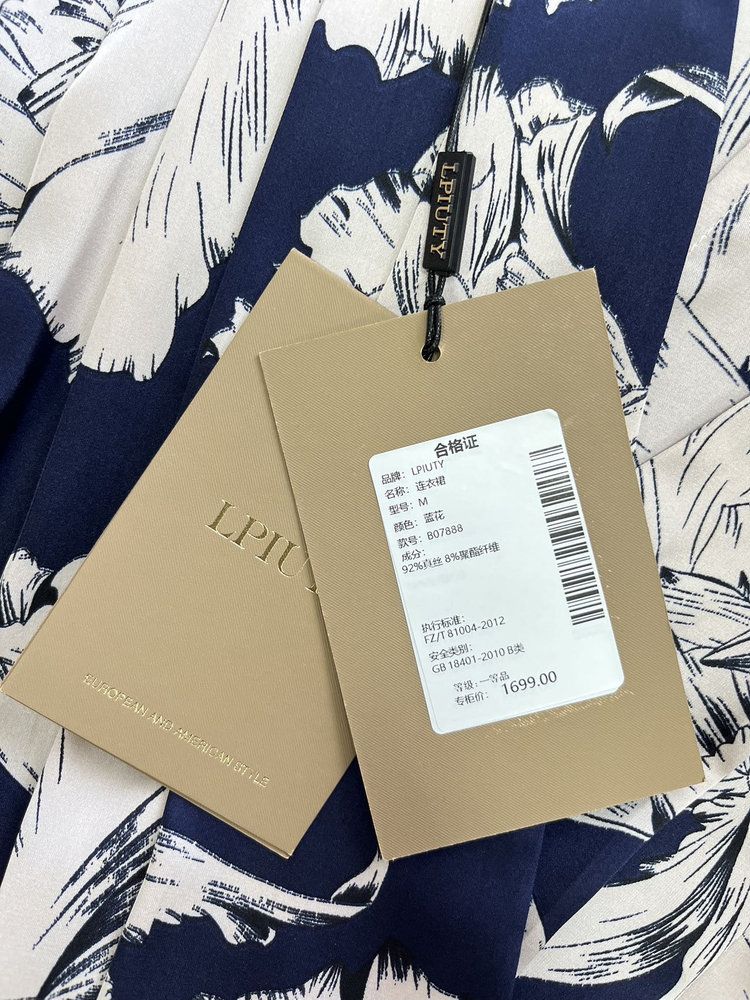 LPIUTY
合格证
品牌: LPIUTY
名称: 连衣裙
型号: M
颜色: 蓝花
款号: B07888
成分:
92%真丝 8%聚酯纤维
执行标准:
FZ/T 81004-2012
安全类别:
GB 18401-2010 B类
等级: 一等品
专柜价: 1699.00
LPIU
EUROPEAN AND AMERICAN STYLE